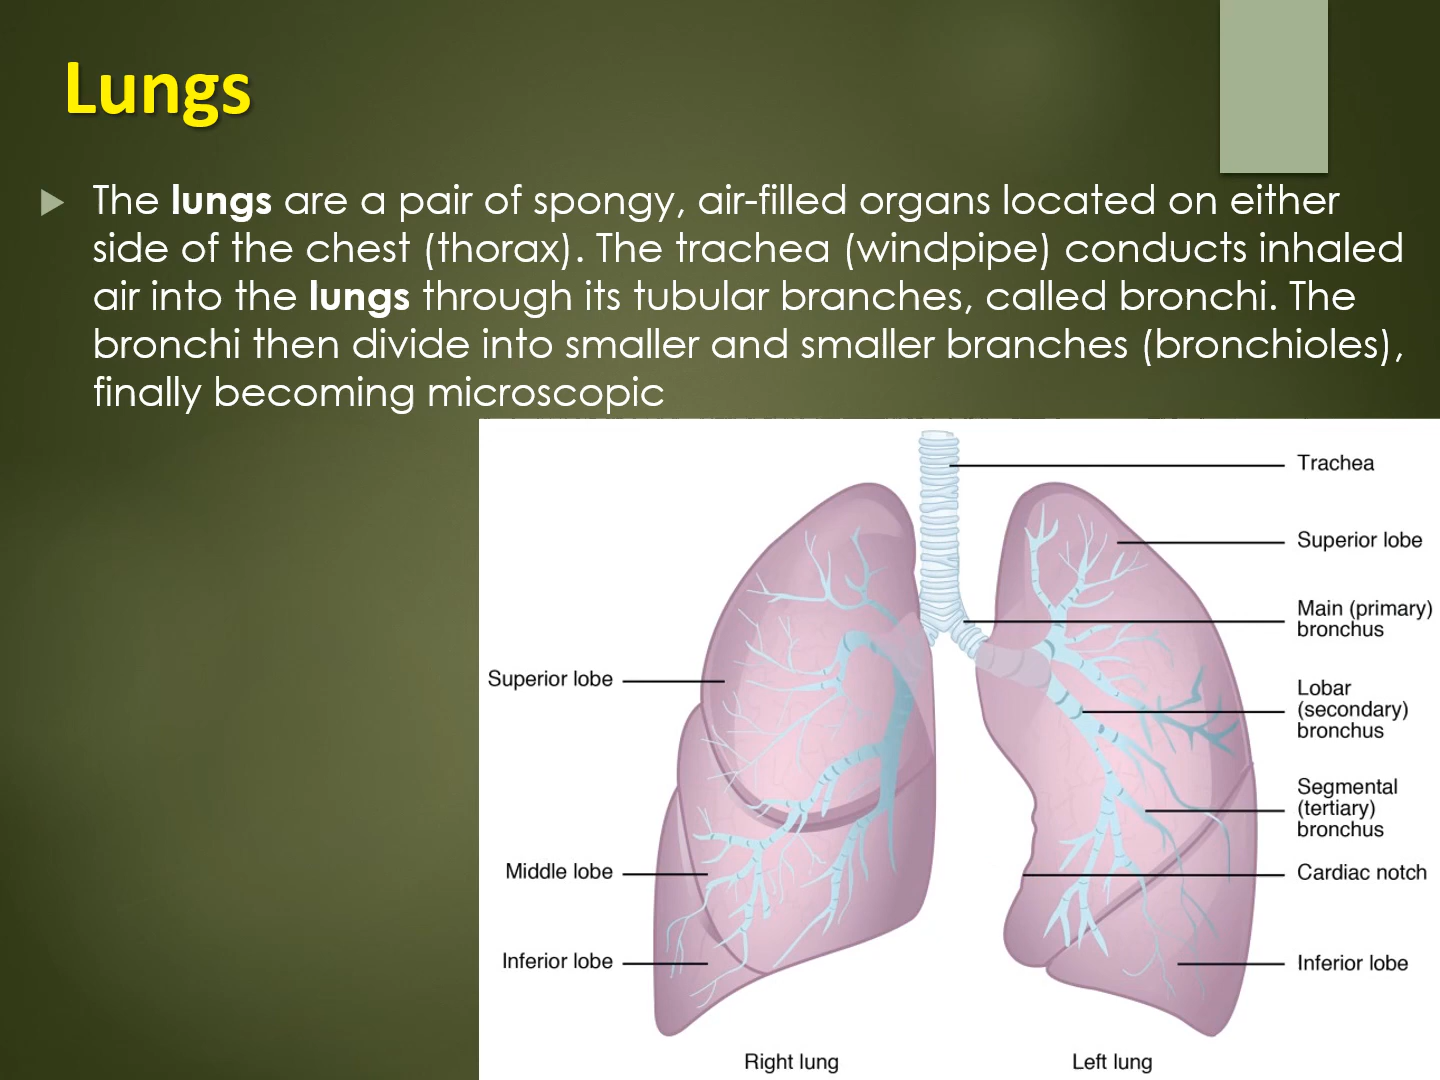 Lungs
The lungs are a pair of spongy, air-filled organs located on either
side of the chest (thorax). The trachea (windpipe) conducts inhaled
air into the lungs through its tubular branches, called bronchi. The
bronchi then divide into smaller and smaller branches (bronchioles),
finally becoming microscopic
Trachea
Superior lobe
Main (primary)
bronchus
Superior lobe
Lobar
(secondary)
bronchus
Segmental
(tertiary)
bronchus
Middle lobe
Cardiac notch
Inferior lobe
Inferior lobe
Right lung
Left lung